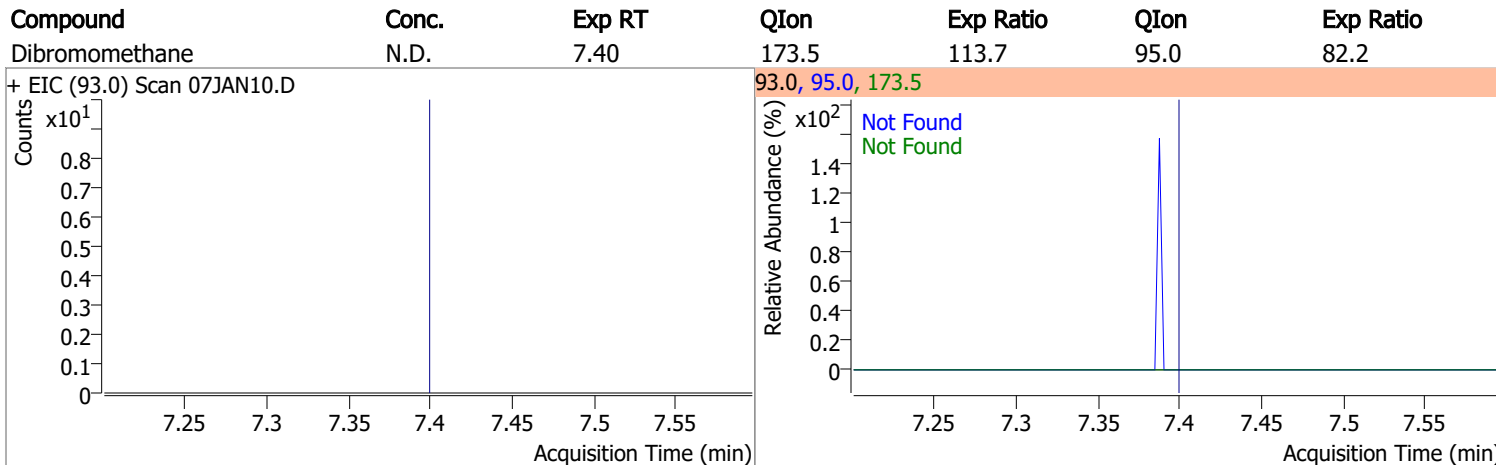 Compound Conc. Exp RT QIon Exp Ratio QIon Exp Ratio
Dibromomethane N.D. 7.40 173.5 113.7 95.0 82.2
+ EIC (93.0) Scan 07JAN10.D
Counts
x10¹
0.8
0.7
0.6
0.5
0.4
0.3
0.2
0.1
0
7.25 7.3 7.35 7.4 7.45 7.5 7.55
Acquisition Time (min)
93.0, 95.0, 173.5
Relative Abundance (%)
x10²
Not Found
Not Found
1.4
1.2
1
0.8
0.6
0.4
0.2
0
7.25 7.3 7.35 7.4 7.45 7.5 7.55
Acquisition Time (min)